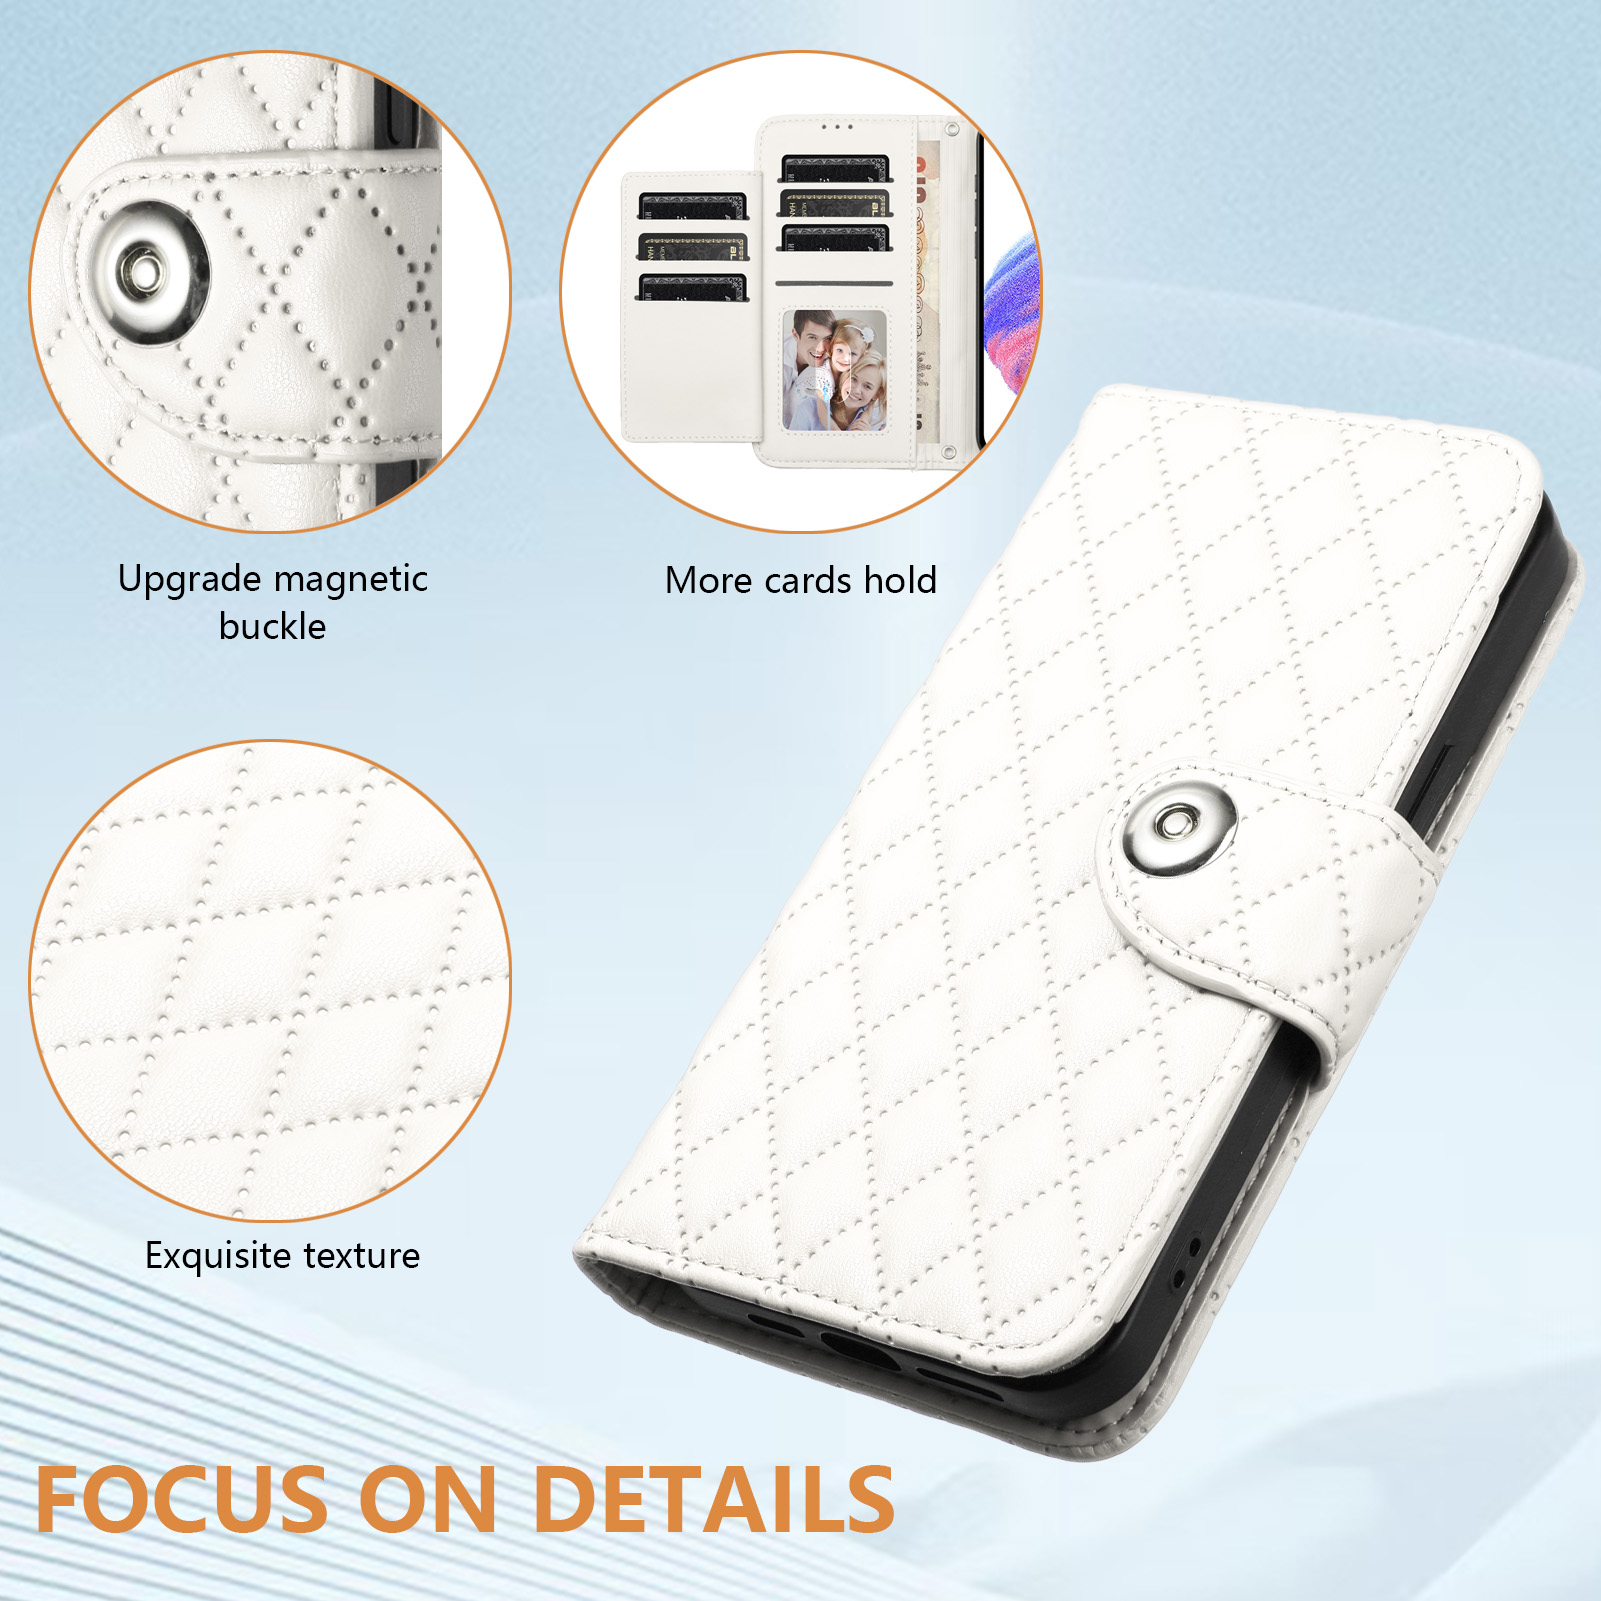 Upgrade magnetic
buckle
More cards hold
Exquisite texture
FOCUS ON DETAILS